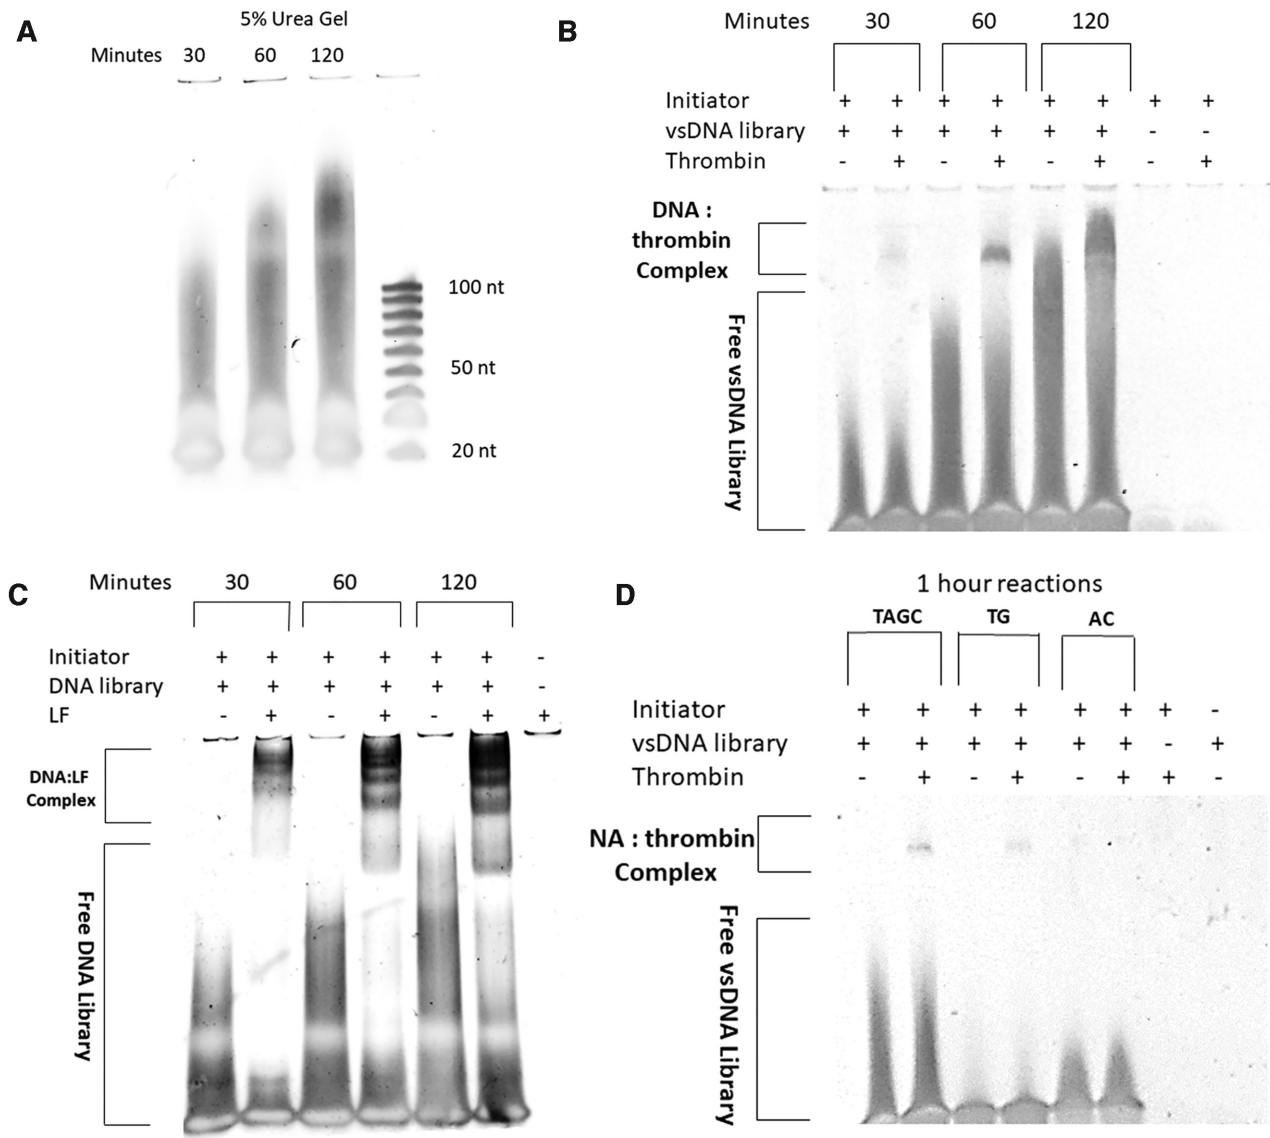 A
5% Urea Gel
Minutes 30 60 120
100 nt
50 nt
20 nt
B
Minutes 30 60 120
Initiator + + + + + + + +
vsDNA library + + + + + + - -
Thrombin - + - + - + - +
DNA :
thrombin
Complex
Free vsDNA Library
C
Minutes 30 60 120
Initiator + + + + + + -
DNA library + + + + + + -
LF - + - + - + +
DNA:LF
Complex
Free DNA Library
D
1 hour reactions
TAGC TG AC
Initiator + + + + + + + -
vsDNA library + + + + + + - +
Thrombin - + - + - + + -
NA : thrombin
Complex
Free vsDNA Library